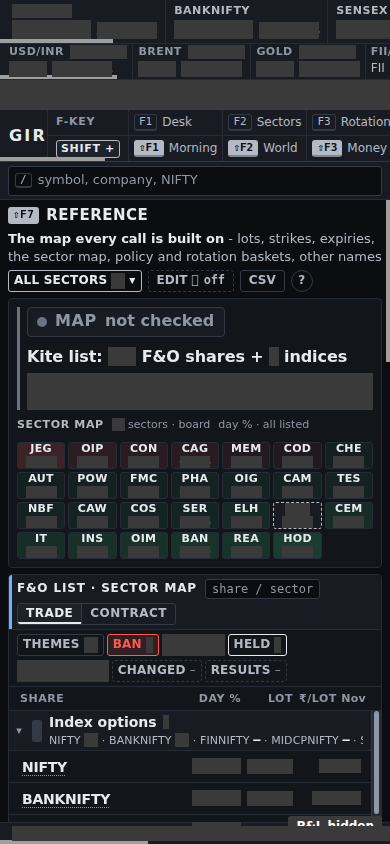 BANKNIFTY SENSEX
USD/INR BRENT GOLD FII/
FII
GIR F-KEY F1 Desk F2 Sectors F3 Rotation
SHIFT + ⇧F1 Morning ⇧F2 World ⇧F3 Money
/ symbol, company, NIFTY
⇧F7 REFERENCE
The map every call is built on - lots, strikes, expiries,
the sector map, policy and rotation baskets, other names
ALL SECTORS ▾ EDIT off CSV ?
MAP not checked
Kite list: F&O shares + indices
SECTOR MAP sectors · board day % · all listed
JEG OIP CON CAG MEM COD CHE
AUT POW FMC PHA OIG CAM TES
NBF CAW COS SER ELH CEM
IT INS OIM BAN REA HOD
F&O LIST · SECTOR MAP share / sector
TRADE CONTRACT
THEMES BAN HELD
CHANGED – RESULTS –
SHARE DAY % LOT ₹/LOT Nov
▾ Index options
NIFTY · BANKNIFTY · FINNIFTY – · MIDCPNIFTY – ·
NIFTY
BANKNIFTY
P&L hidden